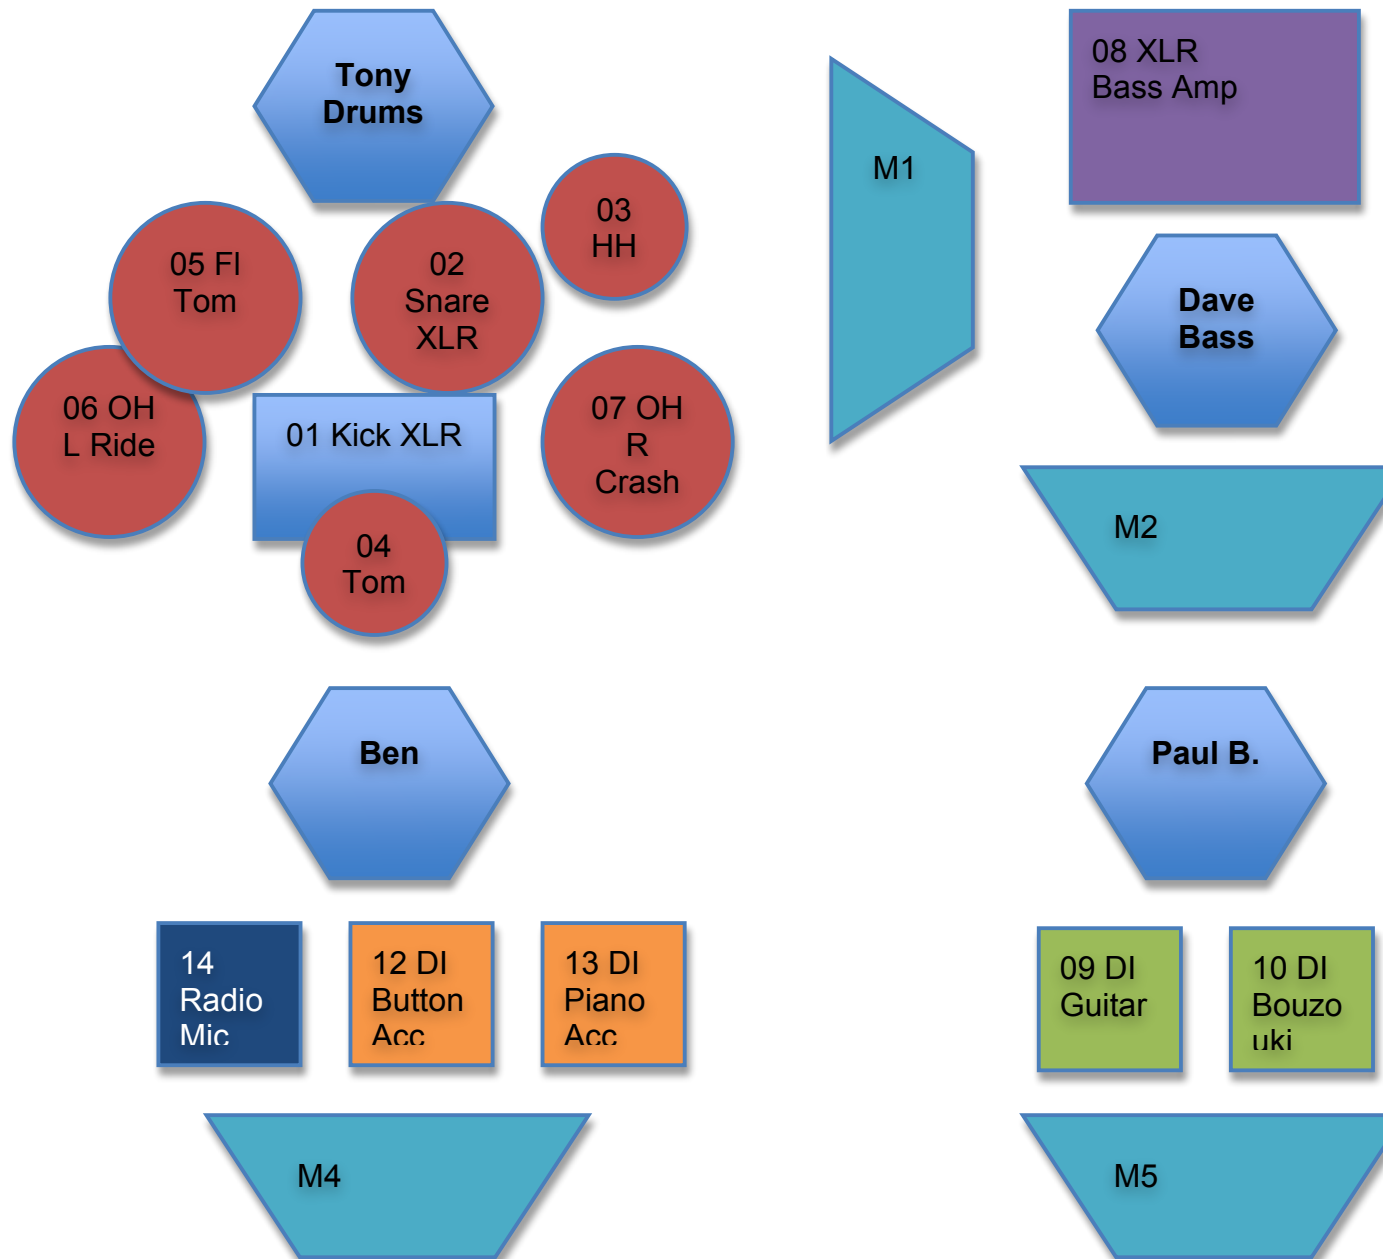 Tony
Drums
08 XLR
Bass Amp
M1
03
HH
05 Fl
Tom
02
Snare
XLR
Dave
Bass
06 OH
L Ride
01 Kick XLR
07 OH
R
Crash
04
Tom
M2
Ben
Paul B.
14
Radio
Mic
12 DI
Button
Acc
13 DI
Piano
Acc
09 DI
Guitar
10 DI
Bouzo
uki
M4
M5